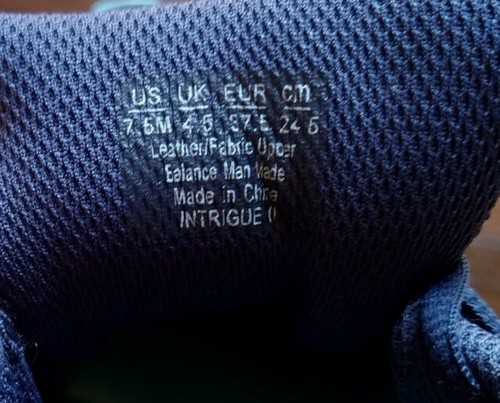 US UK EUR cm
7.5M 4.5 37.5 24.5
Leather/Fabric Upper
Balance Man Made
Made in China
INTRIGUE